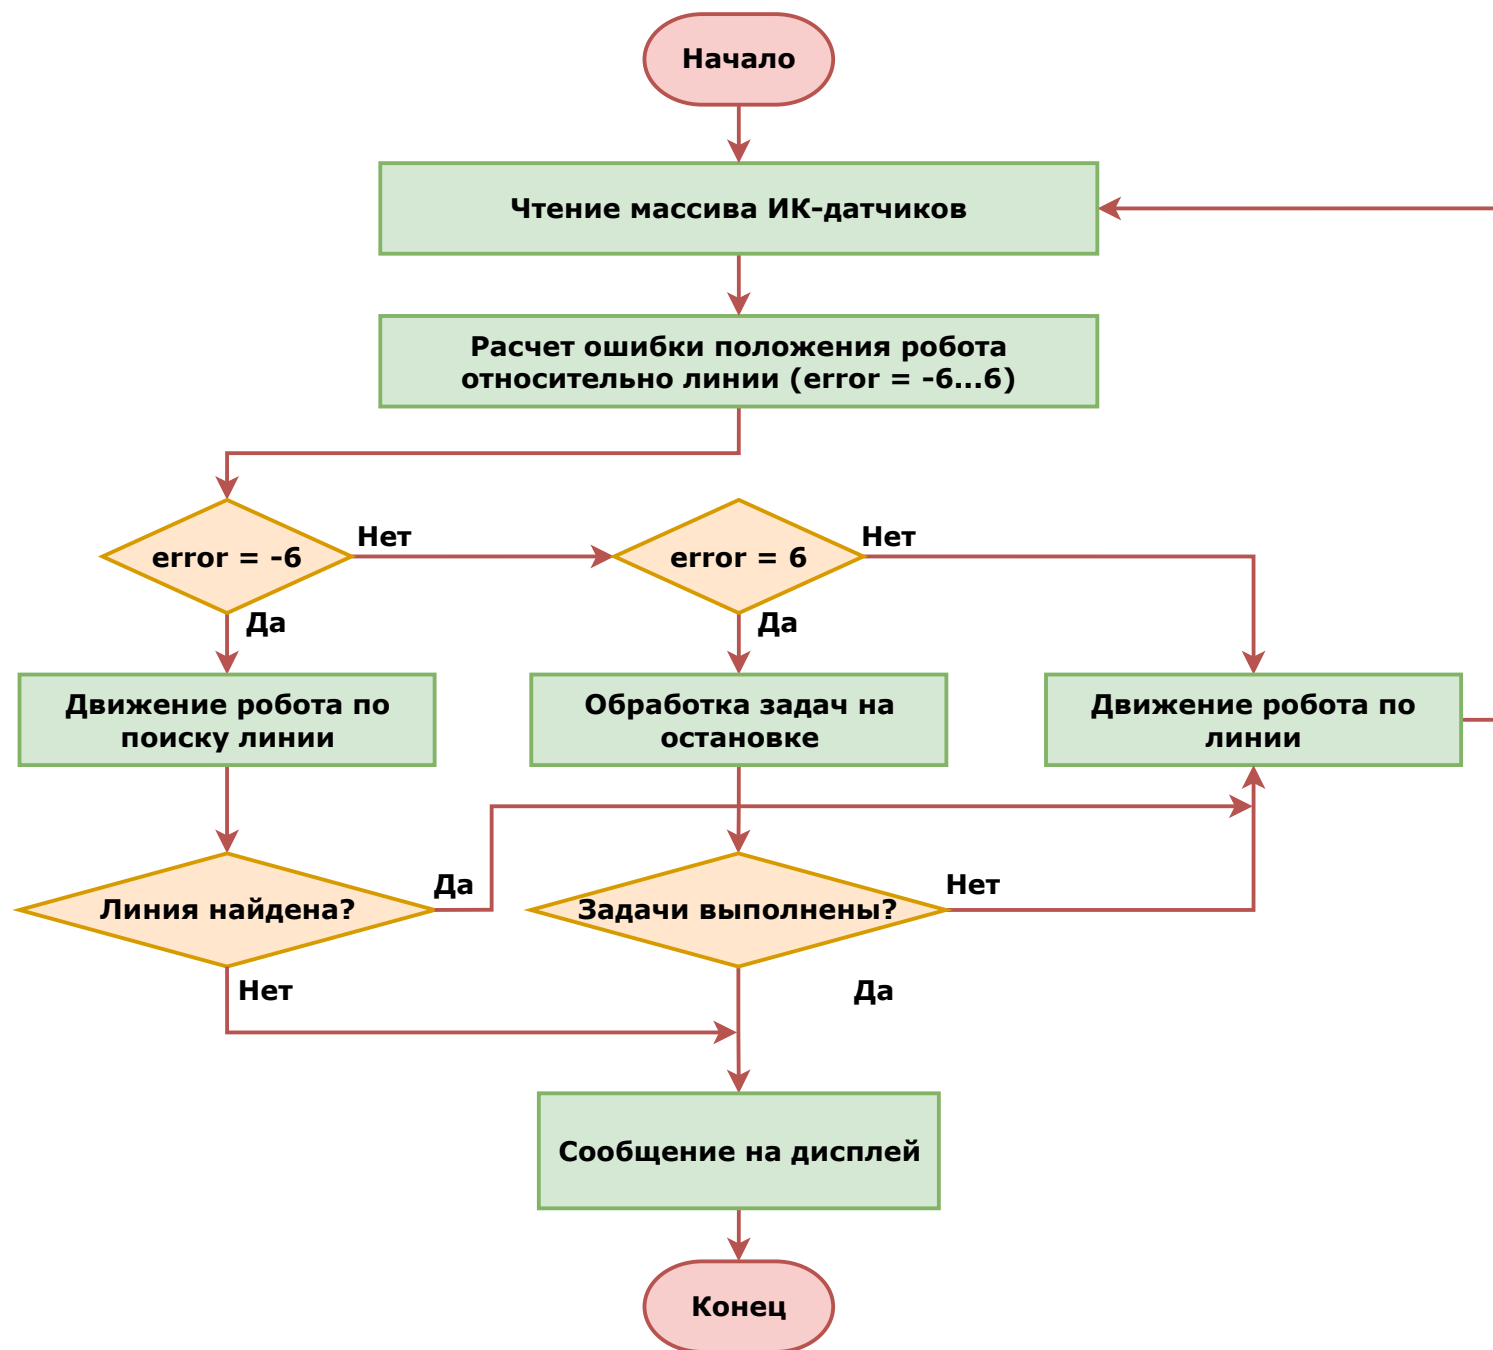 Начало
Чтение массива ИК-датчиков
Расчет ошибки положения робота
относительно линии (error = -6...6)
error = -6
Нет
error = 6
Нет
Да
Да
Движение робота по
поиску линии
Обработка задач на
остановке
Движение робота по
линии
Линия найдена?
Да
Задачи выполнены?
Нет
Нет
Да
Сообщение на дисплей
Конец